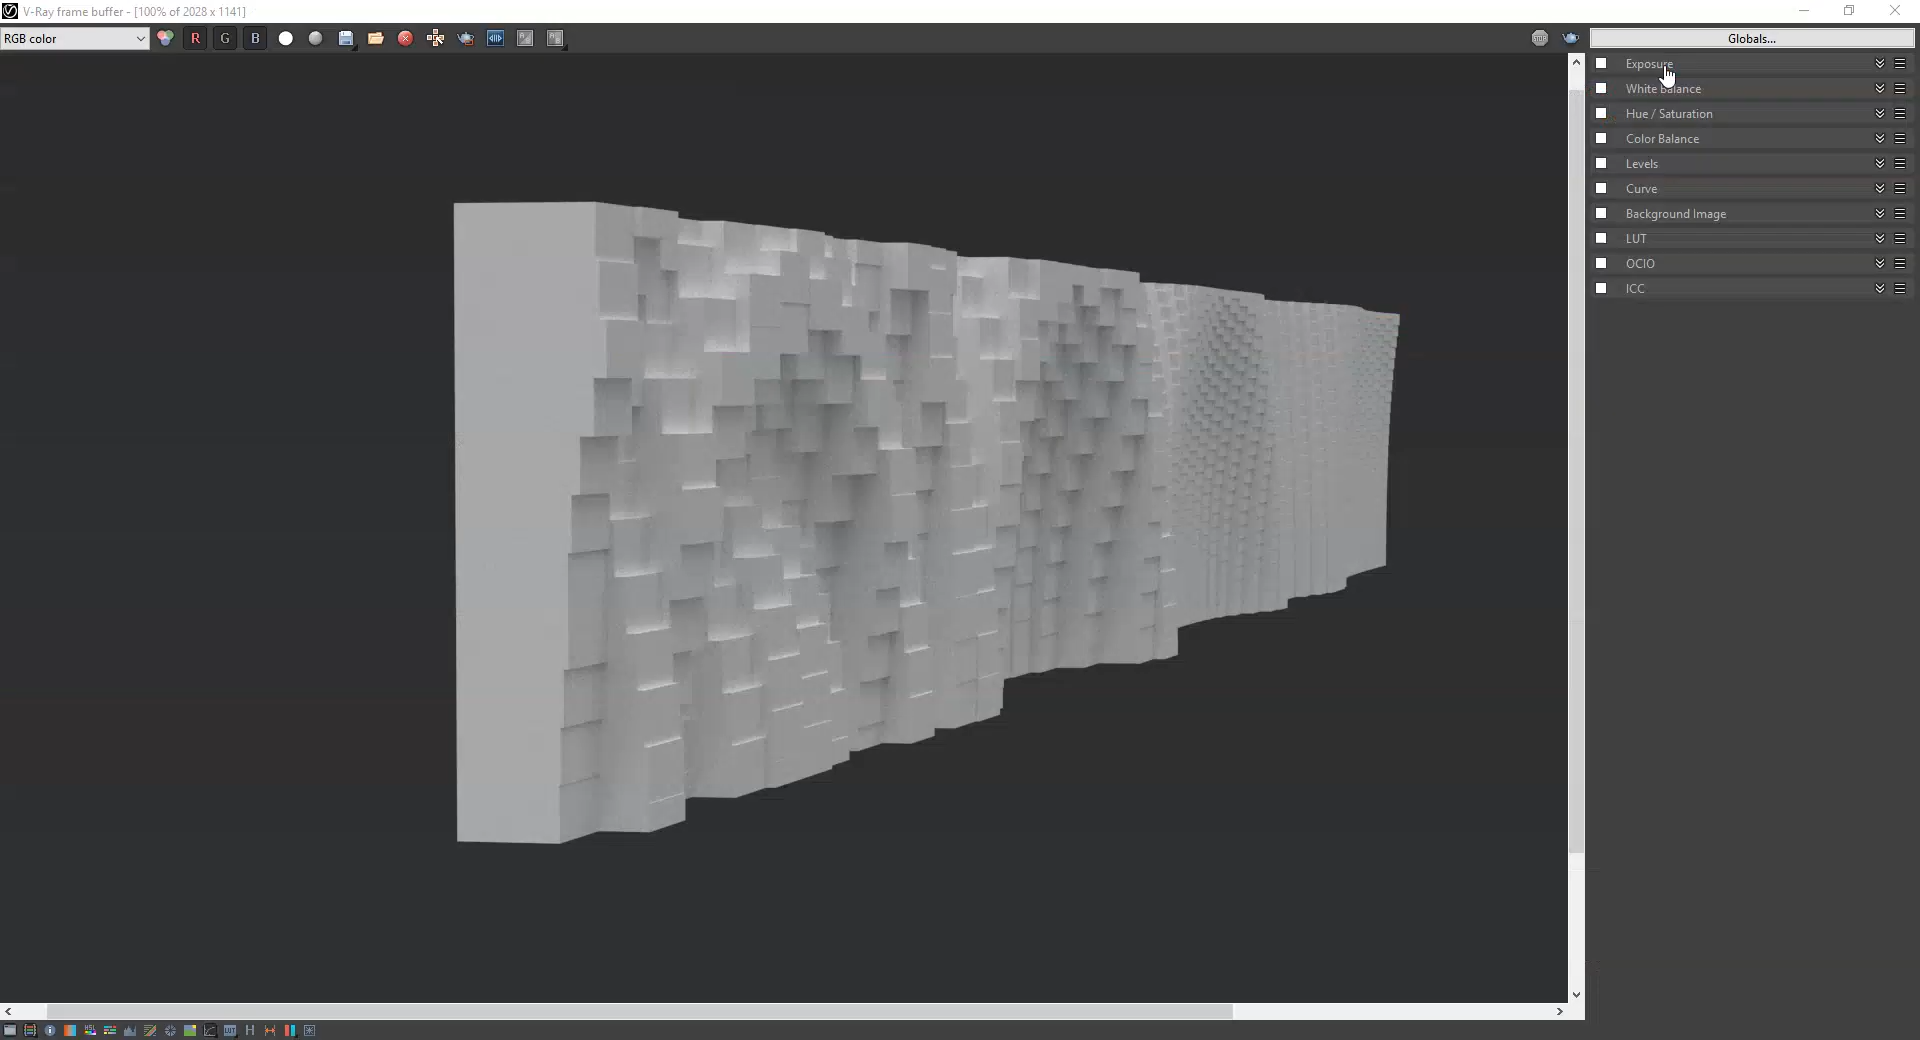 V-Ray frame buffer - [100% of 2028 x 1141]
RGB color
R
G
B
Globals...
Exposure
White Balance
Hue / Saturation
Color Balance
Levels
Curve
Background Image
LUT
OCIO
ICC